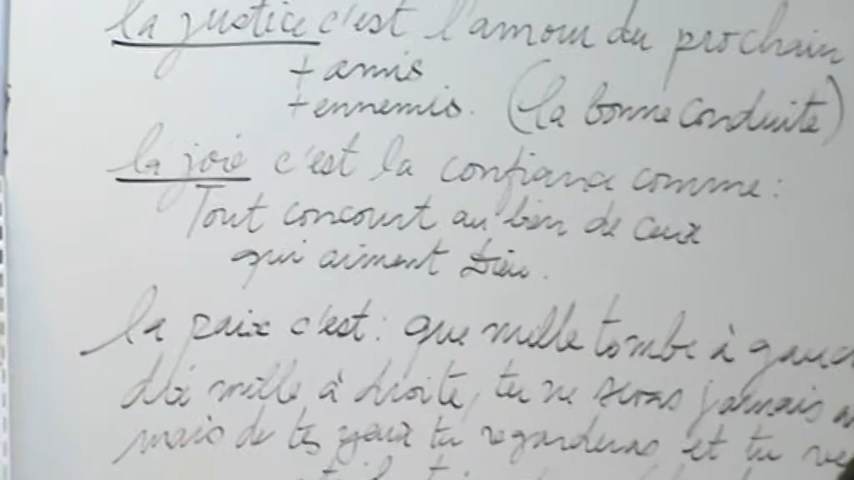 la justice c'est l'amour du prochain
+ amis
+ ennemis. (la bonne conduite)
la joie c'est la confiance comme :
Tout concourt au bien de ceux
qui aiment Dieu.
la paix c'est : que mille tombe à
dix mille à droite, tu ne seras jamais
mais de tes yeux tu regarderas et tu